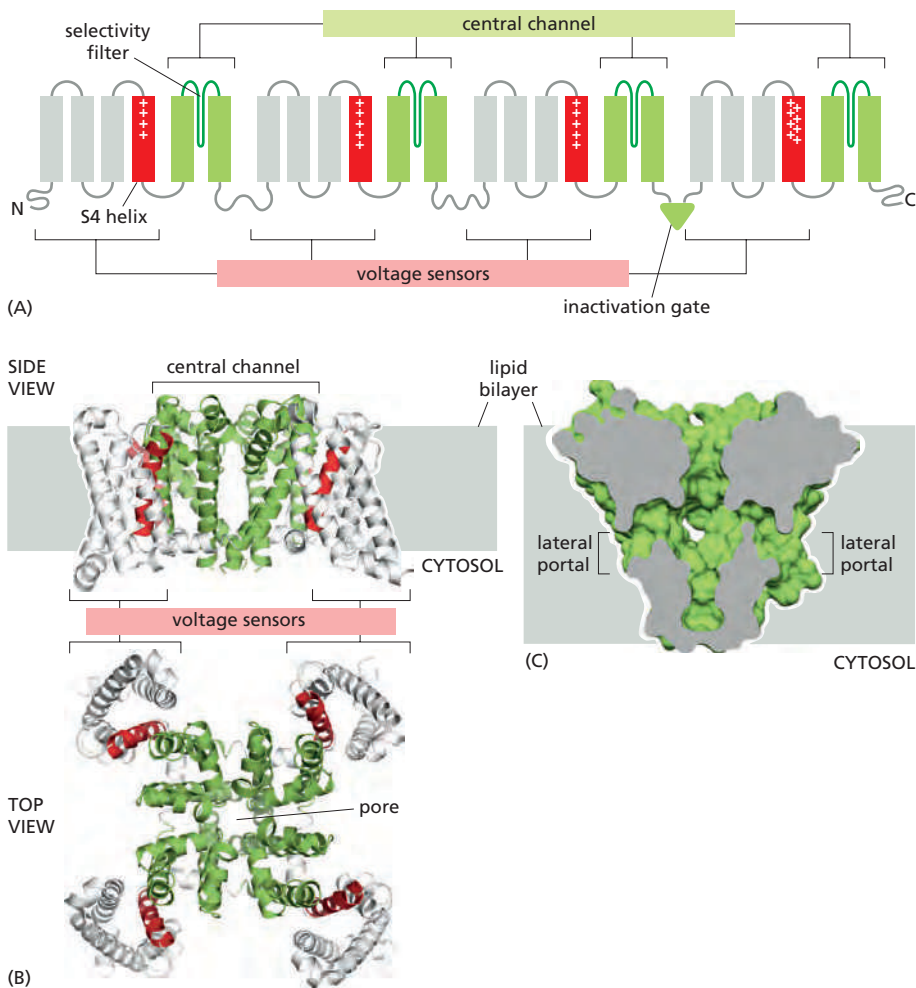 central channel
selectivity
filter
++++
++++
++++
++++++++
N
C
S4 helix
voltage sensors
inactivation gate
(A)
SIDE
VIEW
central channel
lipid
bilayer
CYTOSOL
lateral
portal
lateral
portal
voltage sensors
(C)
CYTOSOL
TOP
VIEW
pore
(B)